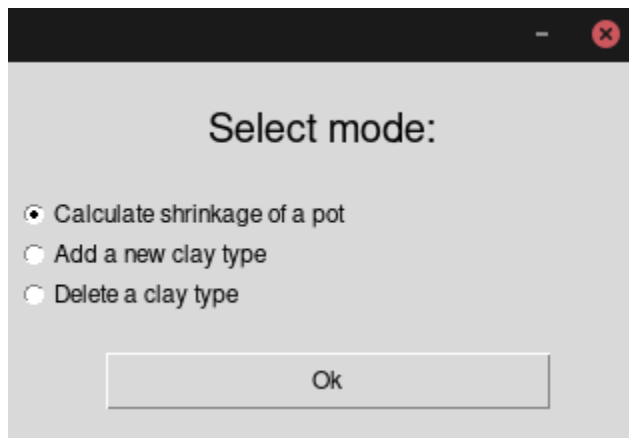 Select mode:
Calculate shrinkage of a pot
Add a new clay type
Delete a clay type
Ok